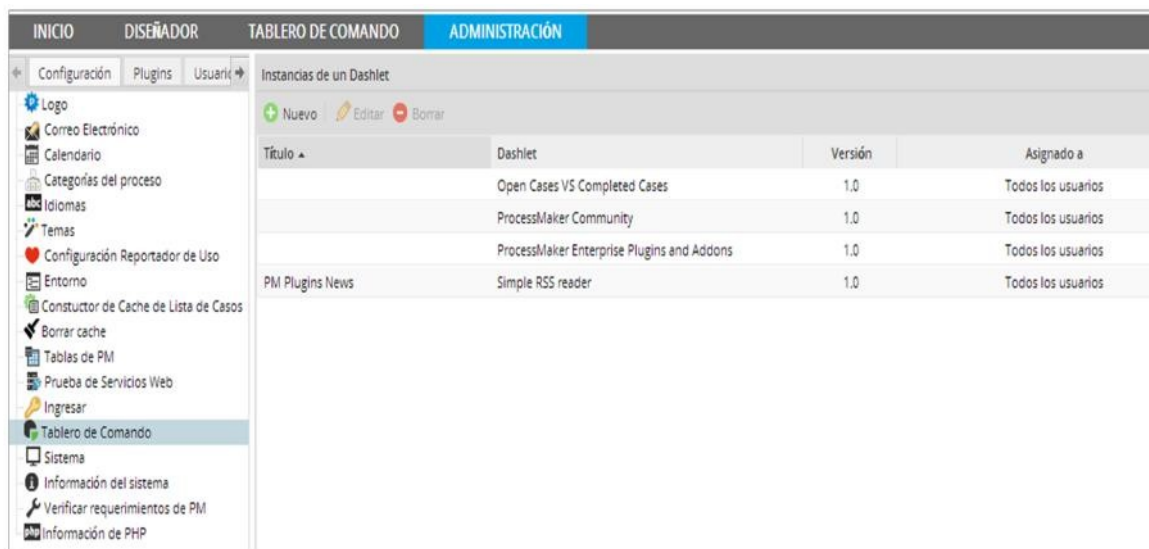 INICIO DISEÑADOR TABLERO DE COMANDO ADMINISTRACIÓN
Configuración Plugins Usuari
Logo
Correo Electrónico
Calendario
Categorías del proceso
abc Idiomas
Temas
Configuración Reportador de Uso
Entorno
Constuctor de Cache de Lista de Casos
Borrar cache
Tablas de PM
Prueba de Servicios Web
Ingresar
Tablero de Comando
Sistema
Información del sistema
Verificar requerimientos de PM
php Información de PHP
Instancias de un Dashlet
Nuevo Editar Borrar
Título Dashlet Versión Asignado a
Open Cases VS Completed Cases 1.0 Todos los usuarios
ProcessMaker Community 1.0 Todos los usuarios
ProcessMaker Enterprise Plugins and Addons 1.0 Todos los usuarios
PM Plugins News Simple RSS reader 1.0 Todos los usuarios